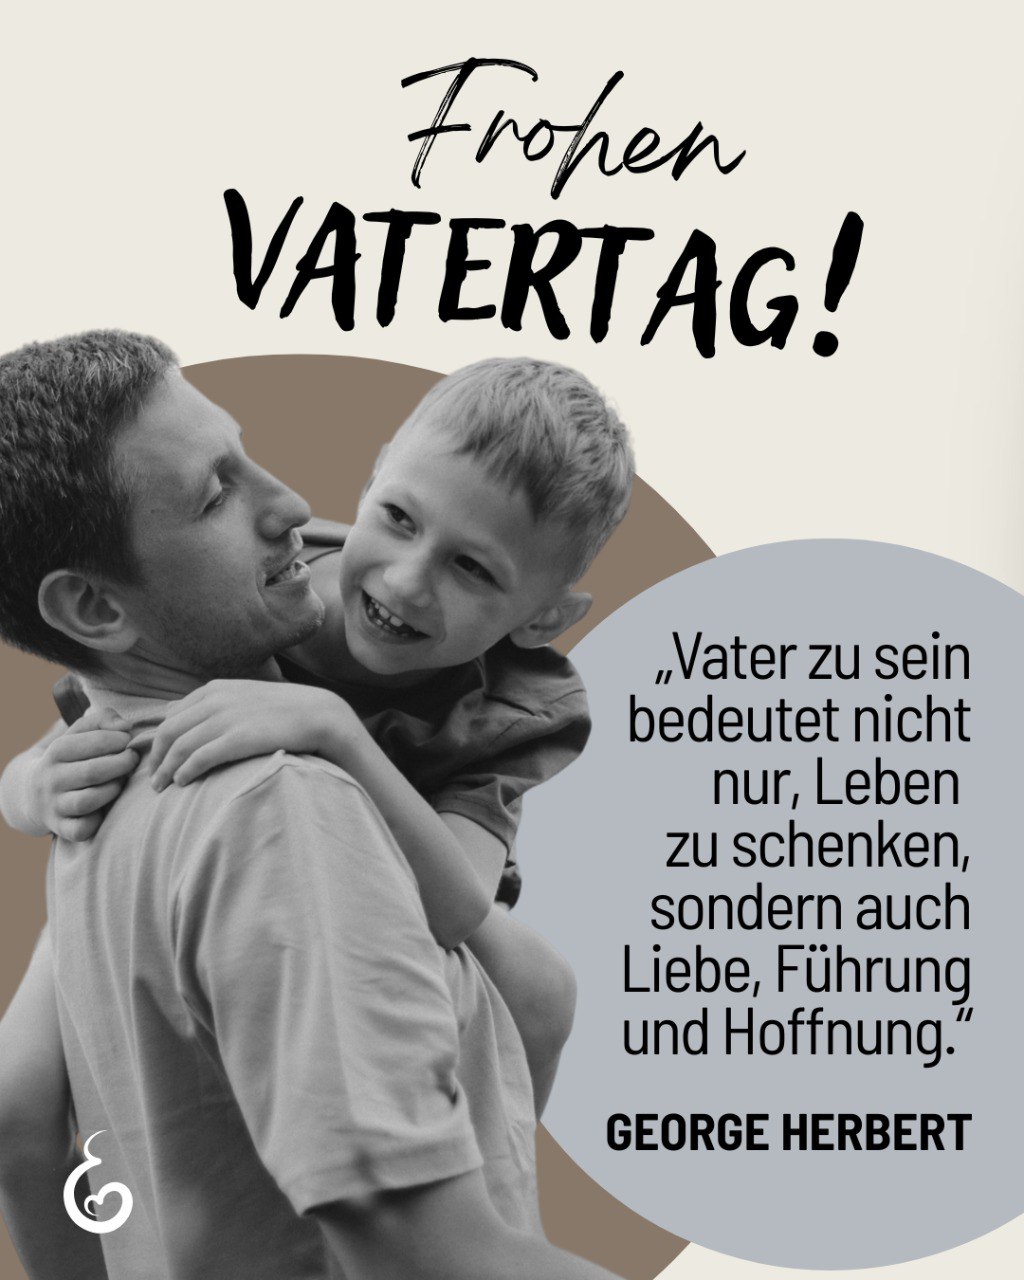 Frohen
VATERTAG!
„Vater zu sein
bedeutet nicht
nur, Leben
zu schenken,
sondern auch
Liebe, Führung
und Hoffnung.“
GEORGE HERBERT